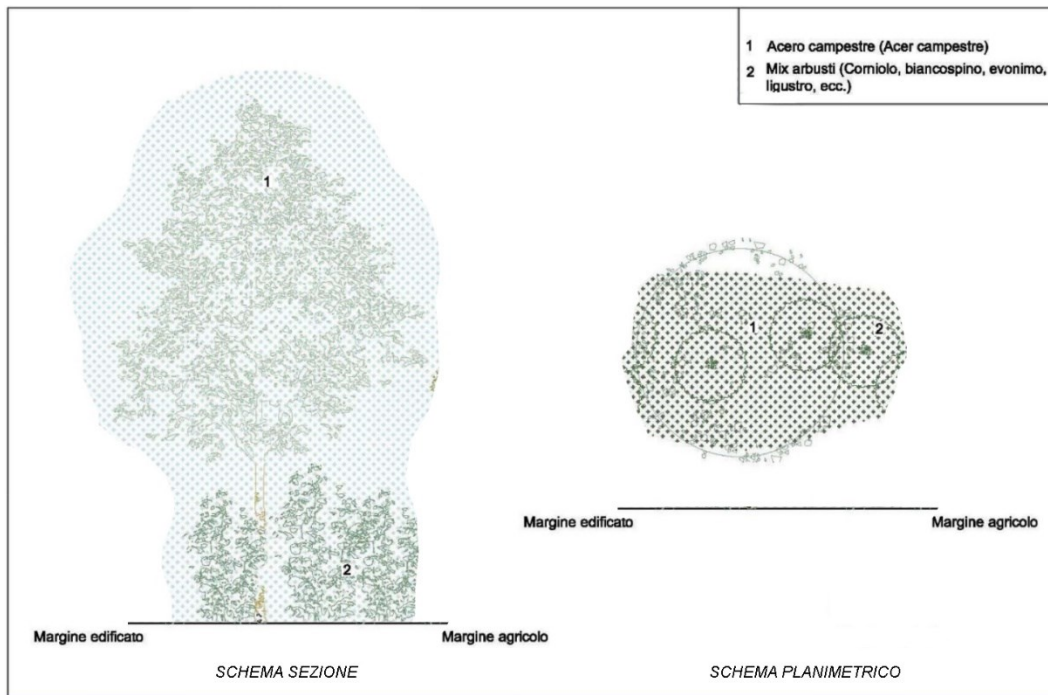 1 Acero campestre (Acer campestre)
2 Mix arbusti (Corniolo, biancospino, evonimo,
ligustro, ecc.)
1
2
Margine edificato
Margine agricolo
SCHEMA SEZIONE
1
2
Margine edificato
Margine agricolo
SCHEMA PLANIMETRICO